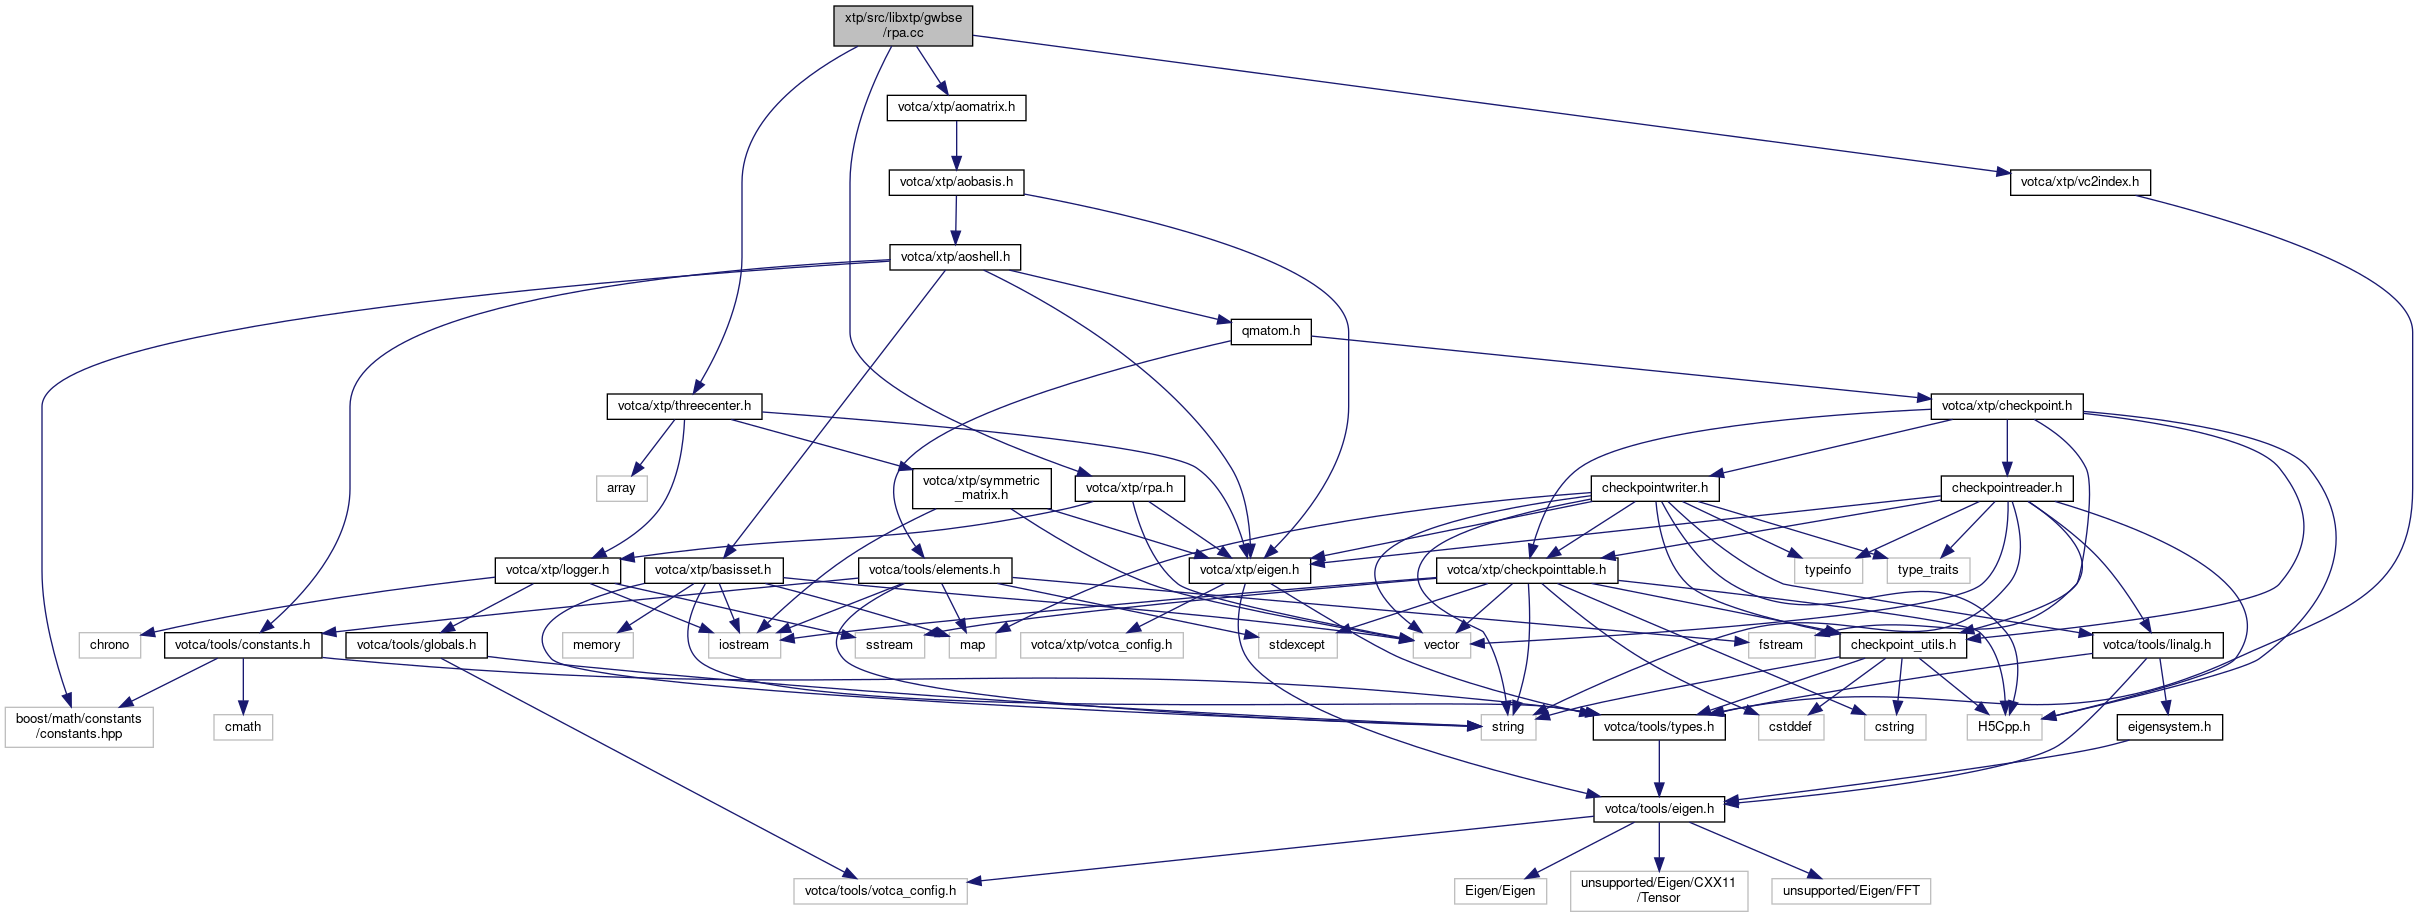 xtp/src/libxtp/gwbse
/rpa.cc
votca/xtp/aomatrix.h
votca/xtp/aobasis.h
votca/xtp/vc2index.h
votca/xtp/aoshell.h
qmatom.h
votca/xtp/threecenter.h
votca/xtp/checkpoint.h
array
votca/xtp/symmetric
_matrix.h
votca/xtp/rpa.h
checkpointwriter.h
checkpointreader.h
votca/xtp/logger.h
votca/xtp/basisset.h
votca/tools/elements.h
votca/xtp/eigen.h
votca/xtp/checkpointtable.h
typeinfo
type_traits
chrono
votca/tools/constants.h
votca/tools/globals.h
memory
iostream
sstream
map
votca/xtp/votca_config.h
stdexcept
vector
fstream
checkpoint_utils.h
votca/tools/linalg.h
boost/math/constants
/constants.hpp
cmath
string
votca/tools/types.h
cstddef
cstring
H5Cpp.h
eigensystem.h
votca/tools/eigen.h
votca/tools/votca_config.h
Eigen/Eigen
unsupported/Eigen/CXX11
/Tensor
unsupported/Eigen/FFT